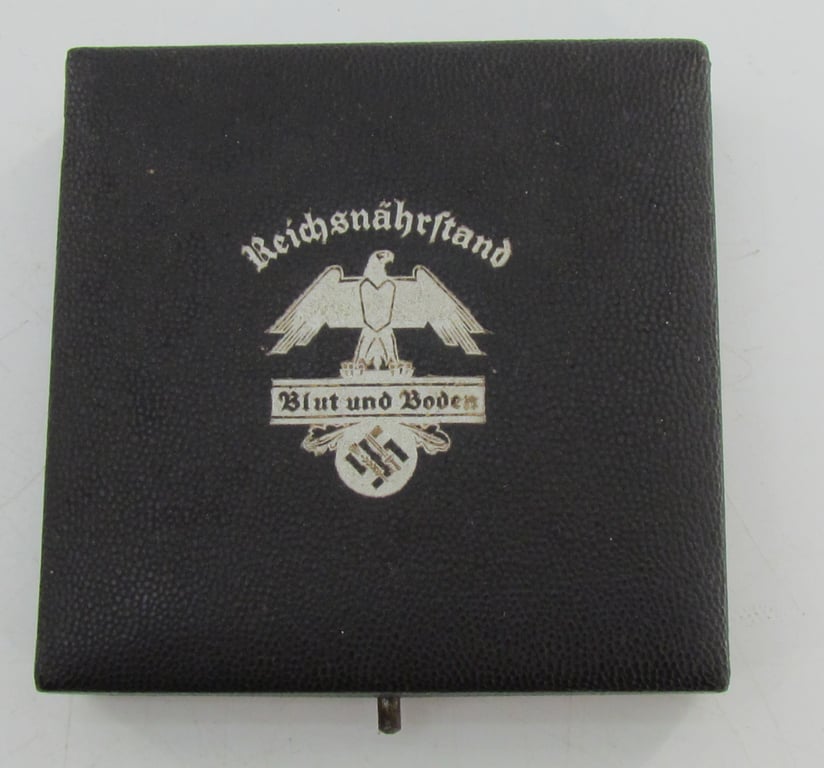 Reichsnährstand
Blut und Boden